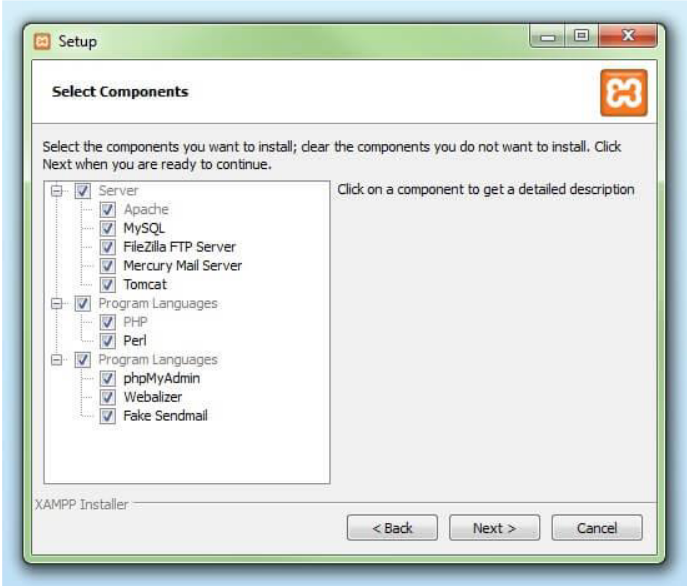 Setup
Select Components
Select the components you want to install; clear the components you do not want to install. Click
Next when you are ready to continue.
Server
Apache
MySQL
FileZilla FTP Server
Mercury Mail Server
Tomcat
Program Languages
PHP
Perl
Program Languages
phpMyAdmin
Webalizer
Fake Sendmail
Click on a component to get a detailed description
XAMPP Installer
< Back
Next >
Cancel